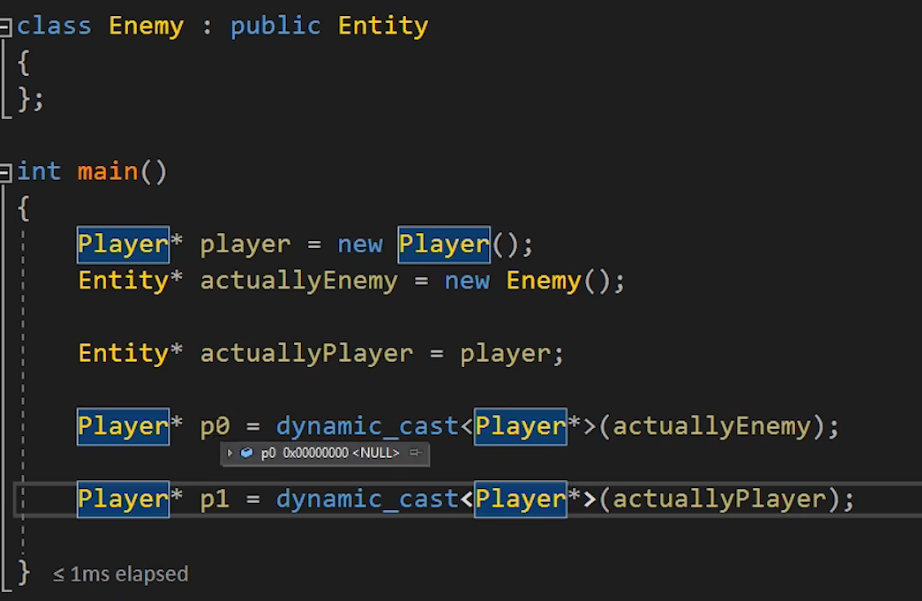 class Enemy : public Entity
{
};
int main()
{
Player* player = new Player();
Entity* actuallyEnemy = new Enemy();
Entity* actuallyPlayer = player;
Player* p0 = dynamic_cast<Player*>(actuallyEnemy);
p0 0x00000000 <NULL>
Player* p1 = dynamic_cast<Player*>(actuallyPlayer);
} ≤ 1ms elapsed